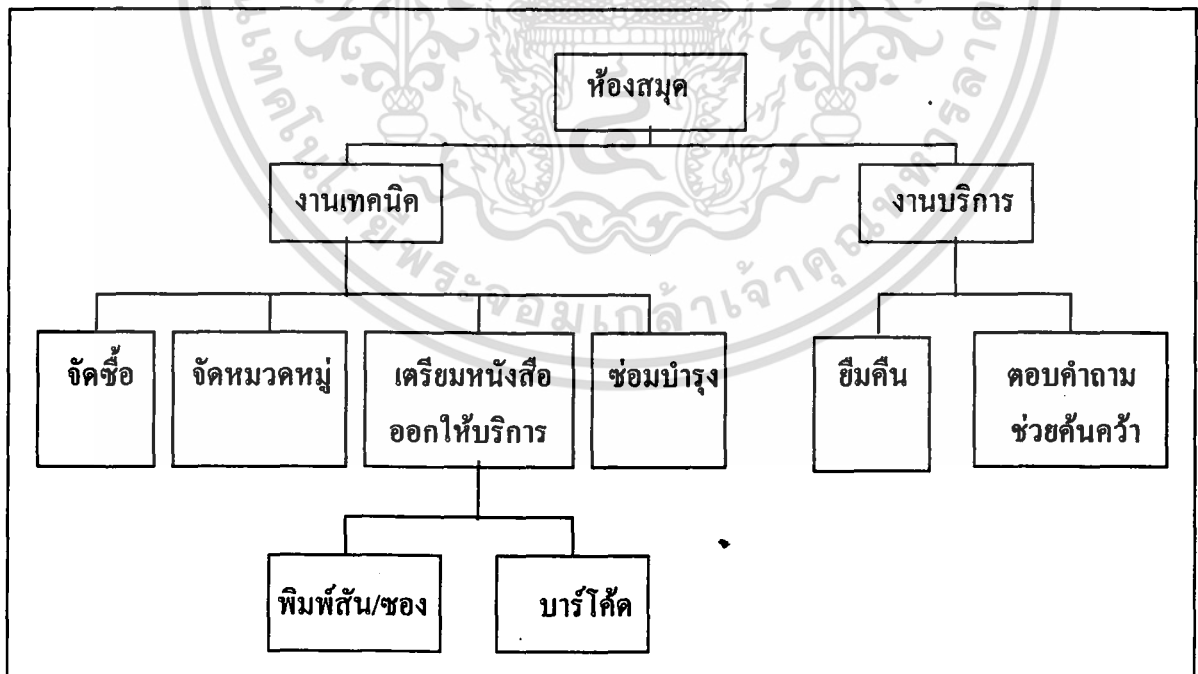 ห้องสมุด
งานเทคนิค
งานบริการ
จัดซื้อ
จัดหมวดหมู่
เตรียมหนังสือ
ออกให้บริการ
ซ่อมบำรุง
ยืมคืน
ตอบคำถาม
ช่วยค้นคว้า
พิมพ์สัน/ซอง
บาร์โค้ด